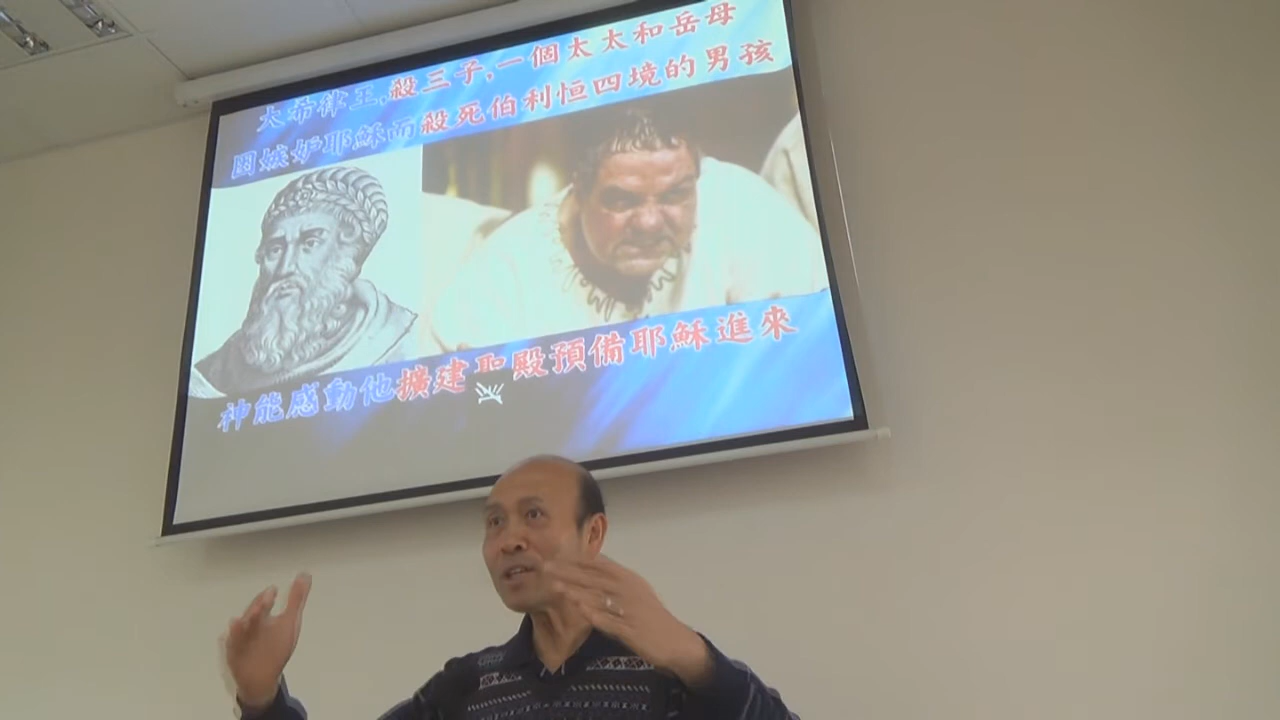 大希律王,殺三子,一個太太和岳母
因嫉妒耶穌而殺死伯利恒四境的男孩
神能感動他擴建聖殿預備耶穌進來